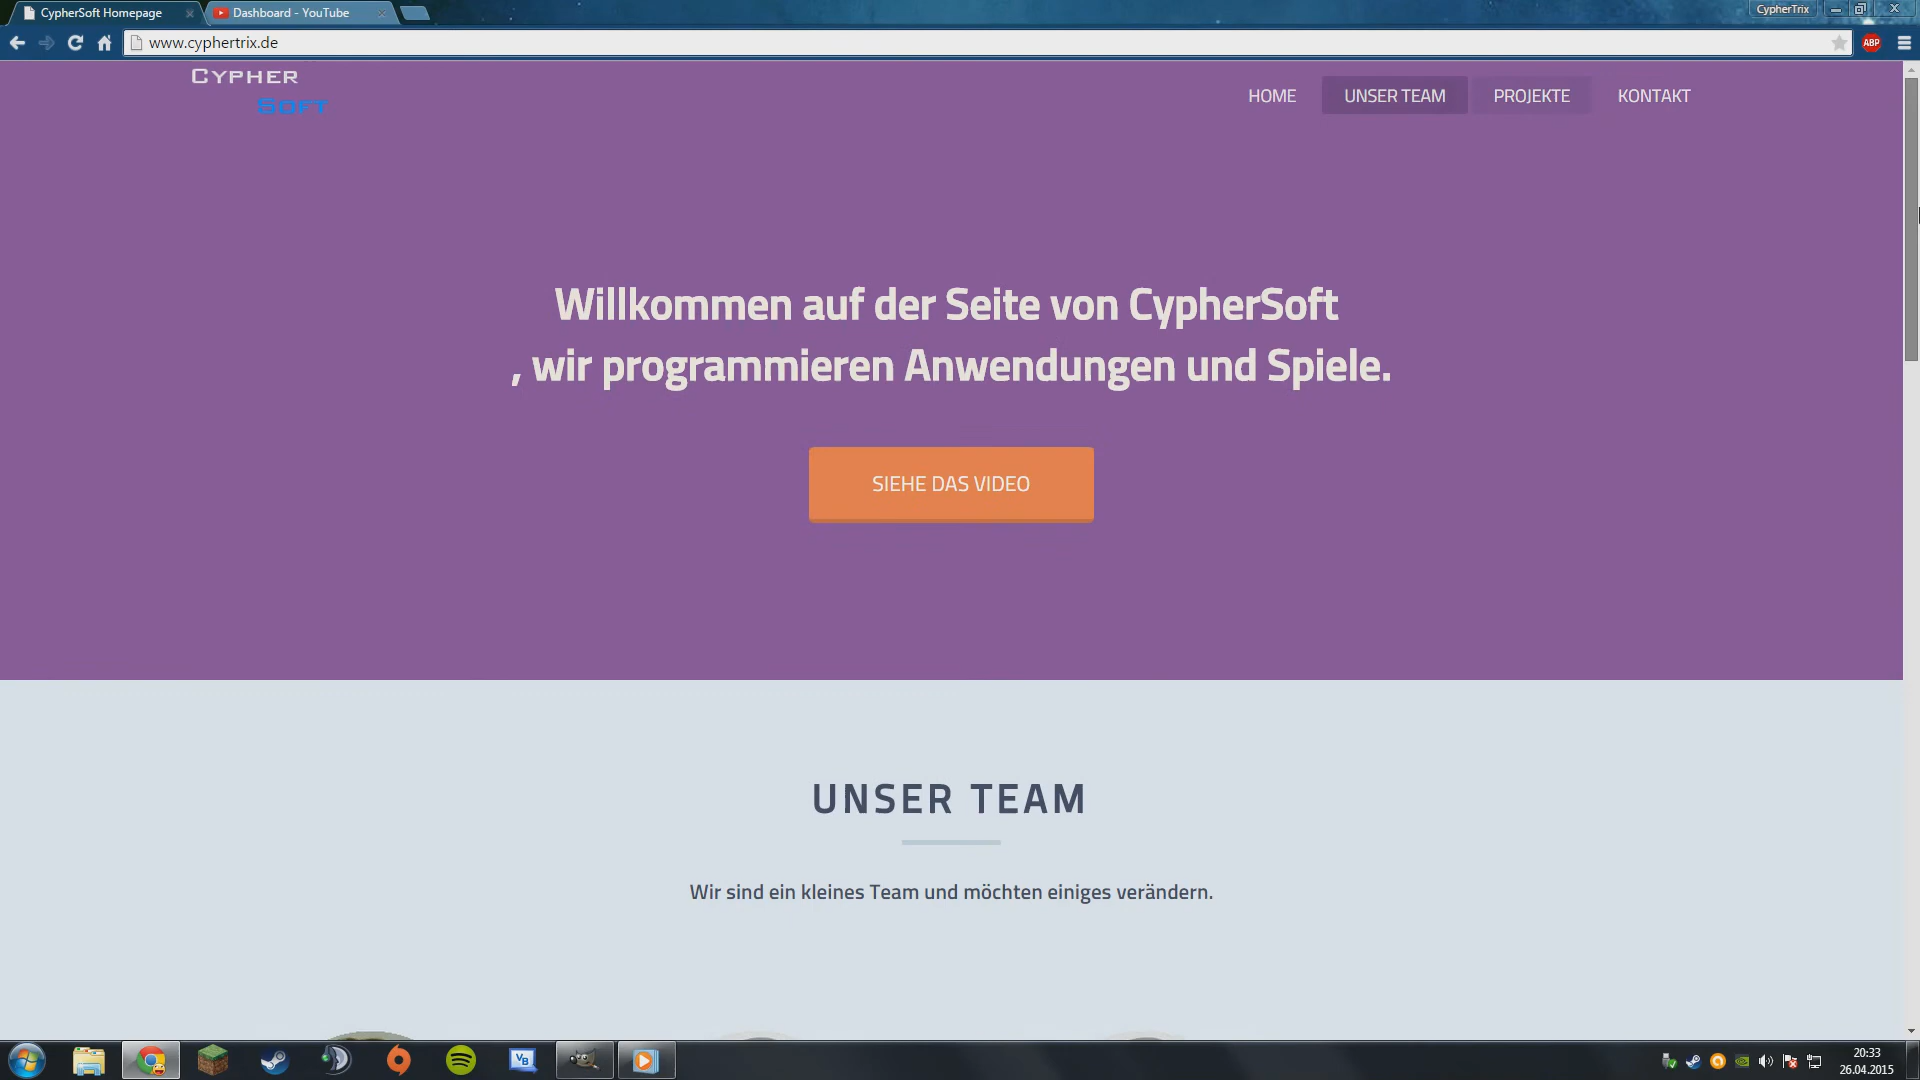 CypherSoft Homepage
Dashboard - YouTube
CypherTrix
www.cyphertrix.de
ABP
CYPHER
SOFT
HOME
UNSER TEAM
PROJEKTE
KONTAKT
Willkommen auf der Seite von CypherSoft
, wir programmieren Anwendungen und Spiele.
SIEHE DAS VIDEO
UNSER TEAM
Wir sind ein kleines Team und möchten einiges verändern.
VB
20:33
26.04.2015